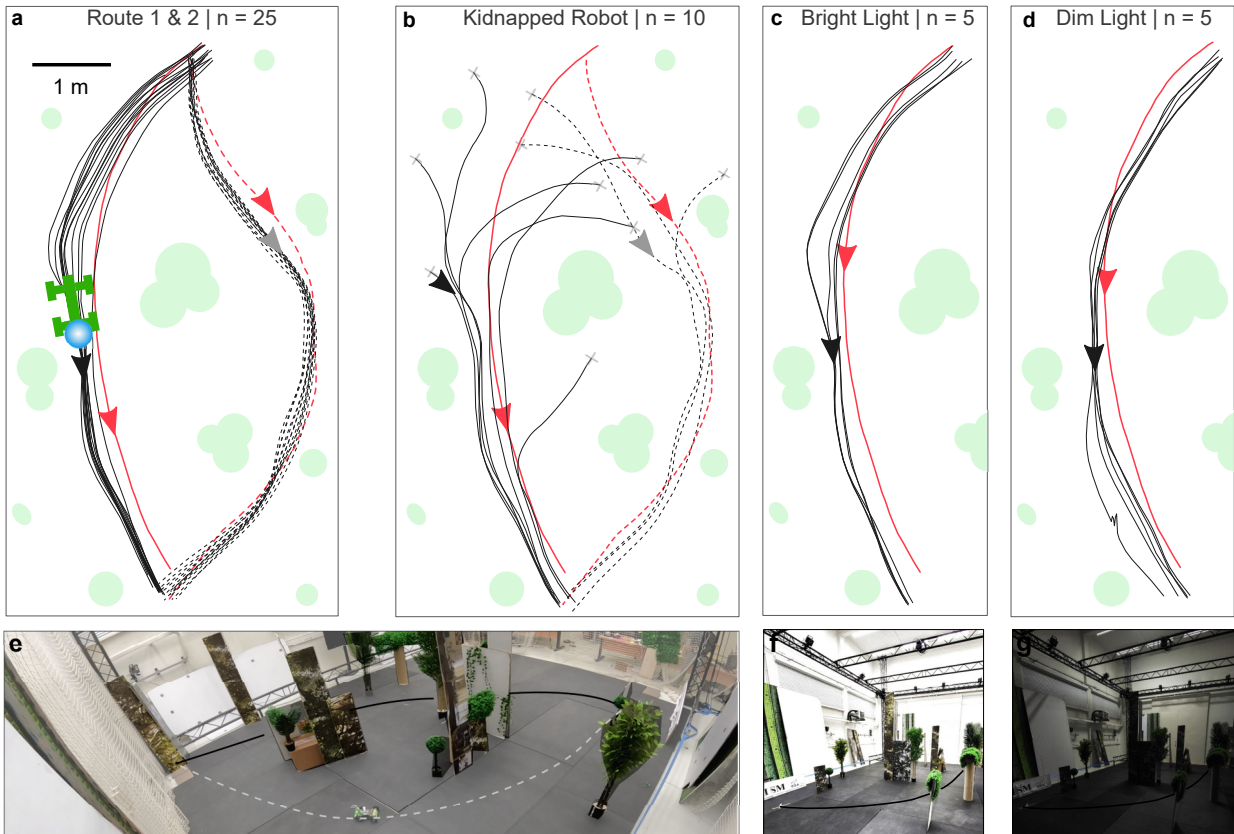 a Route 1 & 2 | n = 25
b Kidnapped Robot | n = 10
c Bright Light | n = 5
d Dim Light | n = 5
1 m
e
f
g